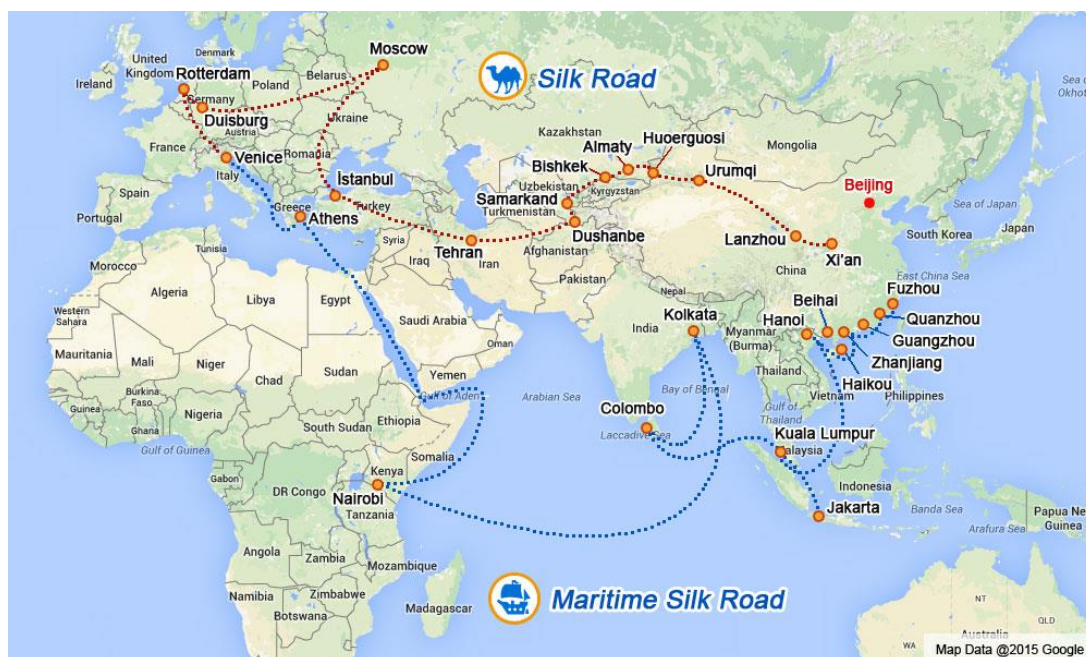 Sea of
Okhot
Moscow
Silk Road
United
Kingdom
Denmark
Ireland
Rotterdam
Poland
Belarus
Germany
Duisburg
Ukraine
Austria
France
Venice
Romania
Italy
Kazakhstan
Almaty
Huoerguosi
Mongolia
Bishkek
Urumqi
Spain
Portugal
İstanbul
Greece
Turkey
Athens
Uzbekistan
Kyrgyzstan
Samarkand
Turkmenistan
Beijing
Sea of Japan
Dushanbe
South Korea
Japan
Tunisia
Syria
Tehran
Iraq
Iran
Afghanistan
Lanzhou
Xi'an
Morocco
Pakistan
China
East China Sea
Algeria
Libya
Egypt
Nepal
Western
Sahara
Saudi Arabia
Kolkata
India
Beihai
Hanoi
Fuzhou
Quanzhou
Guangzhou
Zhanjiang
Haikou
Myanmar
(Burma)
Oman
Mauritania
Mali
Niger
Chad
Sudan
Yemen
Gulf of Aden
Arabian Sea
Bay of Bengal
Thailand
Vietnam
Philippines
Burkina
Faso
Guinea
Nigeria
Ghana
Gulf of Guinea
South Sudan
Ethiopia
Somalia
Colombo
Laccadive Sea
Gulf of
Thailand
Kuala Lumpur
Malaysia
Gabon
DR Congo
Kenya
Nairobi
Tanzania
Indonesia
Jakarta
Banda Sea
Arafura Sea
Papua New
Guinea
Angola
Zambia
Mozambique
Namibia
Zimbabwe
Botswana
Madagascar
Maritime Silk Road
NT
QLD
WA
Australia
Map Data @2015 Google